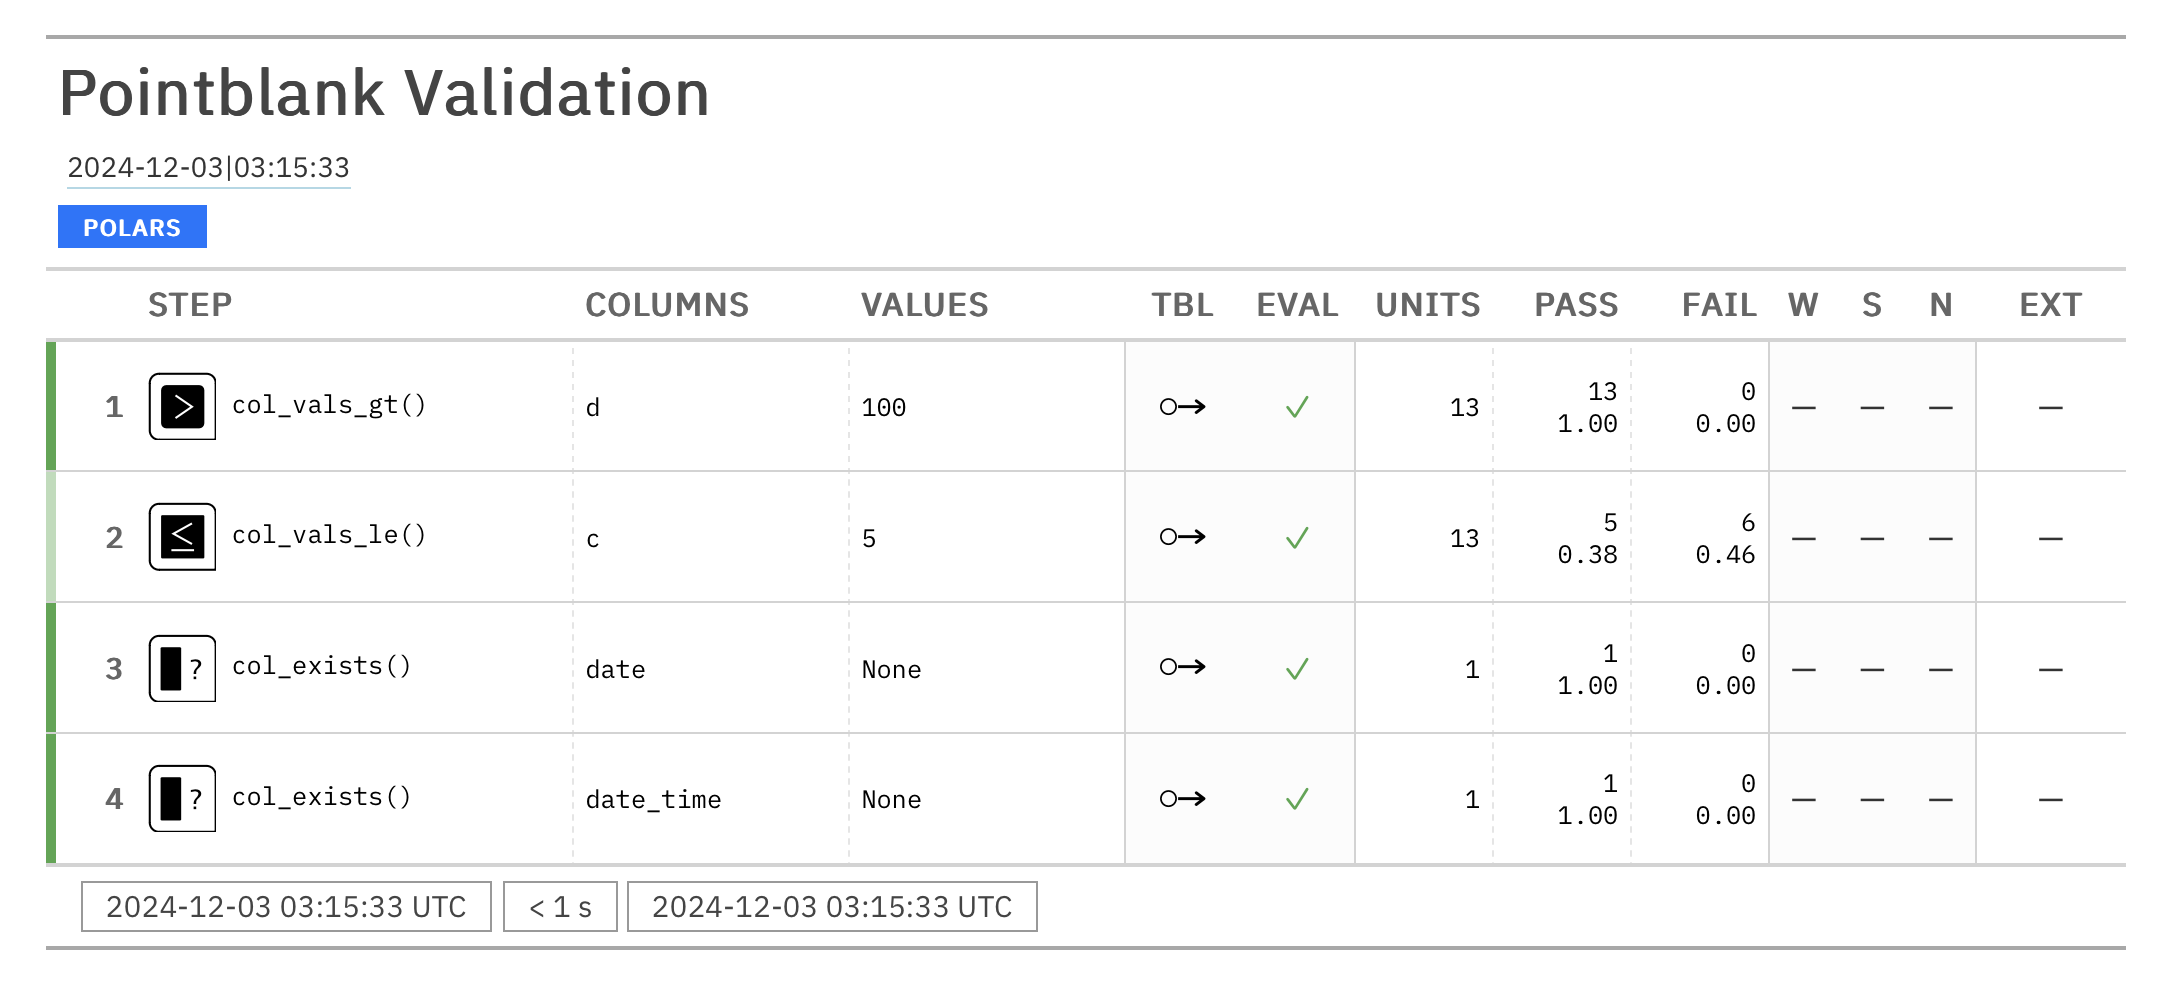 Pointblank Validation
2024-12-03|03:15:33
POLARS
STEP COLUMNS VALUES TBL EVAL UNITS PASS FAIL W S N EXT
1 > col_vals_gt() d 100 ○→ ✓ 13 13 0 — — — —
1.00 0.00
2 ≤ col_vals_le() c 5 ○→ ✓ 13 5 6 — — — —
0.38 0.46
3 ? col_exists() date None ○→ ✓ 1 1 0 — — — —
1.00 0.00
4 ? col_exists() date_time None ○→ ✓ 1 1 0 — — — —
1.00 0.00
2024-12-03 03:15:33 UTC < 1 s 2024-12-03 03:15:33 UTC